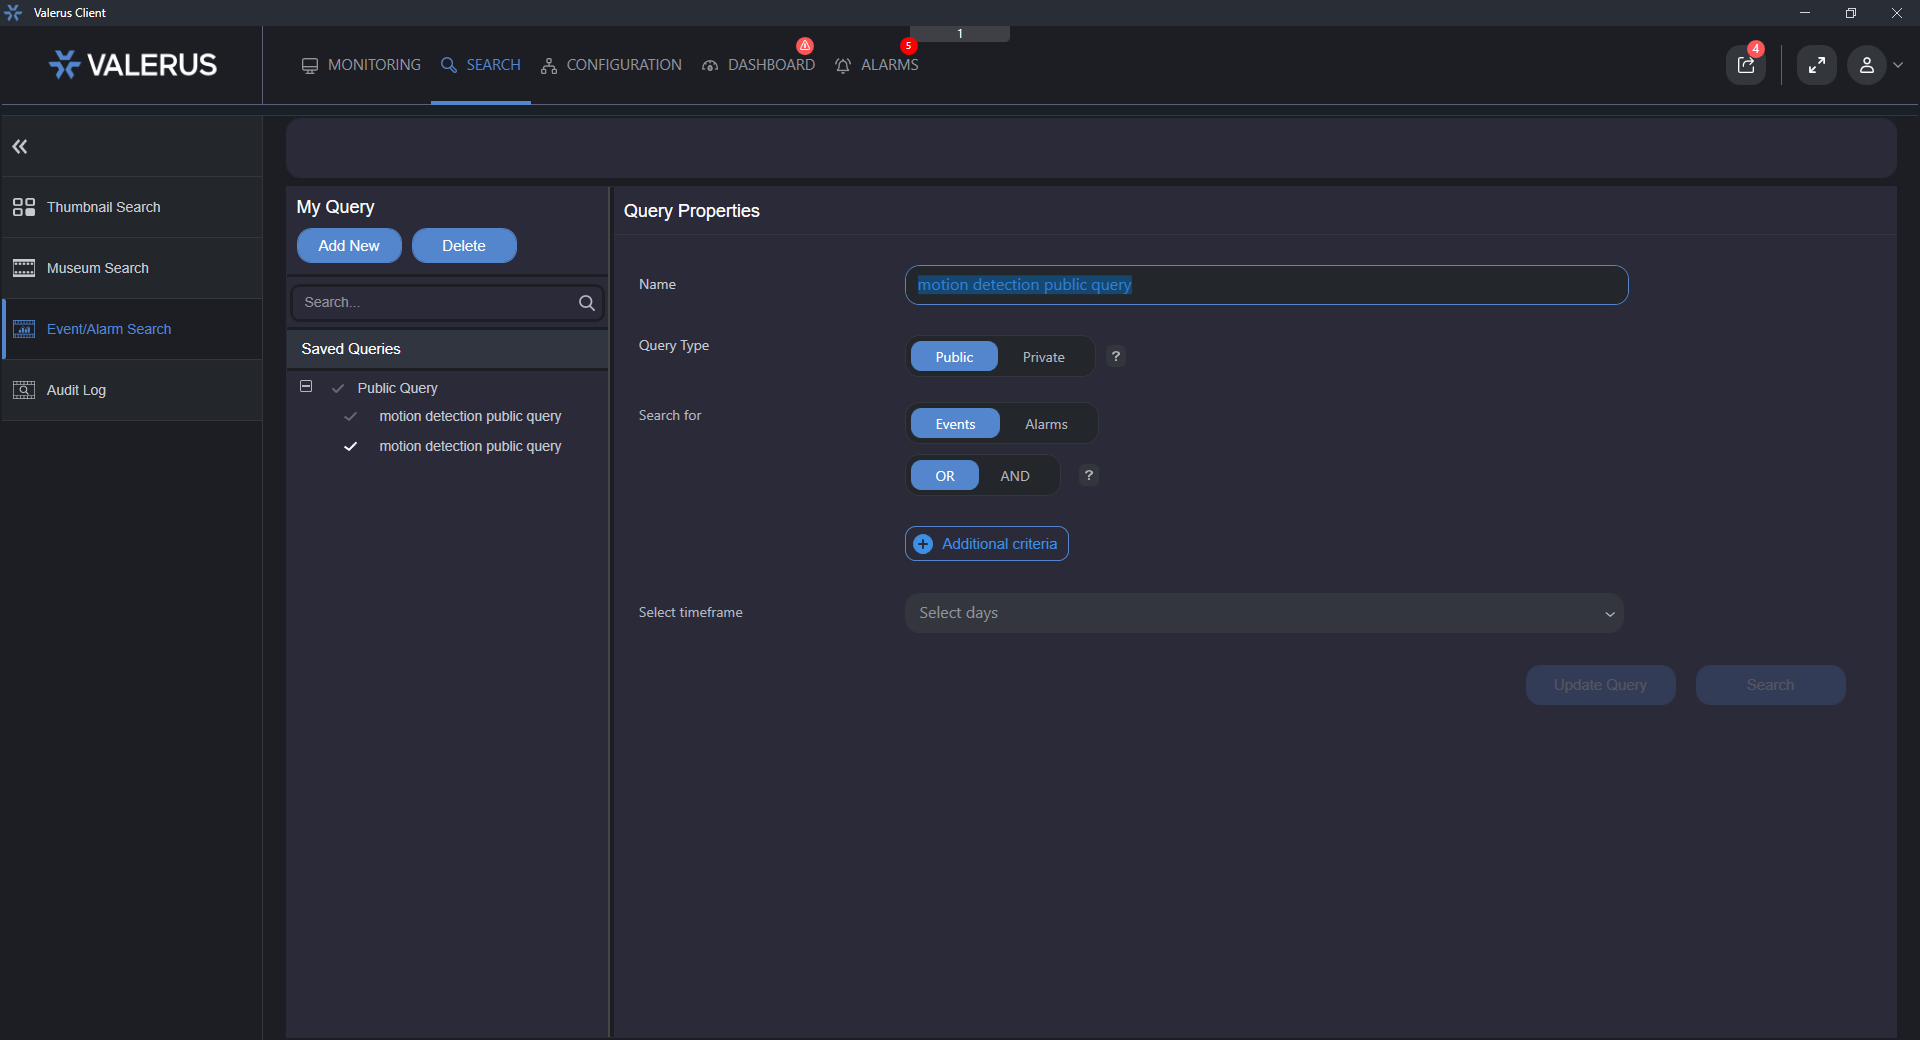 Valerus Client
1
VALERUS
MONITORING
SEARCH
CONFIGURATION
DASHBOARD
5
ALARMS
4
Thumbnail Search
Museum Search
Event/Alarm Search
Audit Log
My Query
Add New
Delete
Search...
Saved Queries
Public Query
motion detection public query
motion detection public query
Query Properties
Name
motion detection public query
Query Type
Public
Private
?
Search for
Events
Alarms
OR
AND
?
Additional criteria
Select timeframe
Select days
Update Query
Search